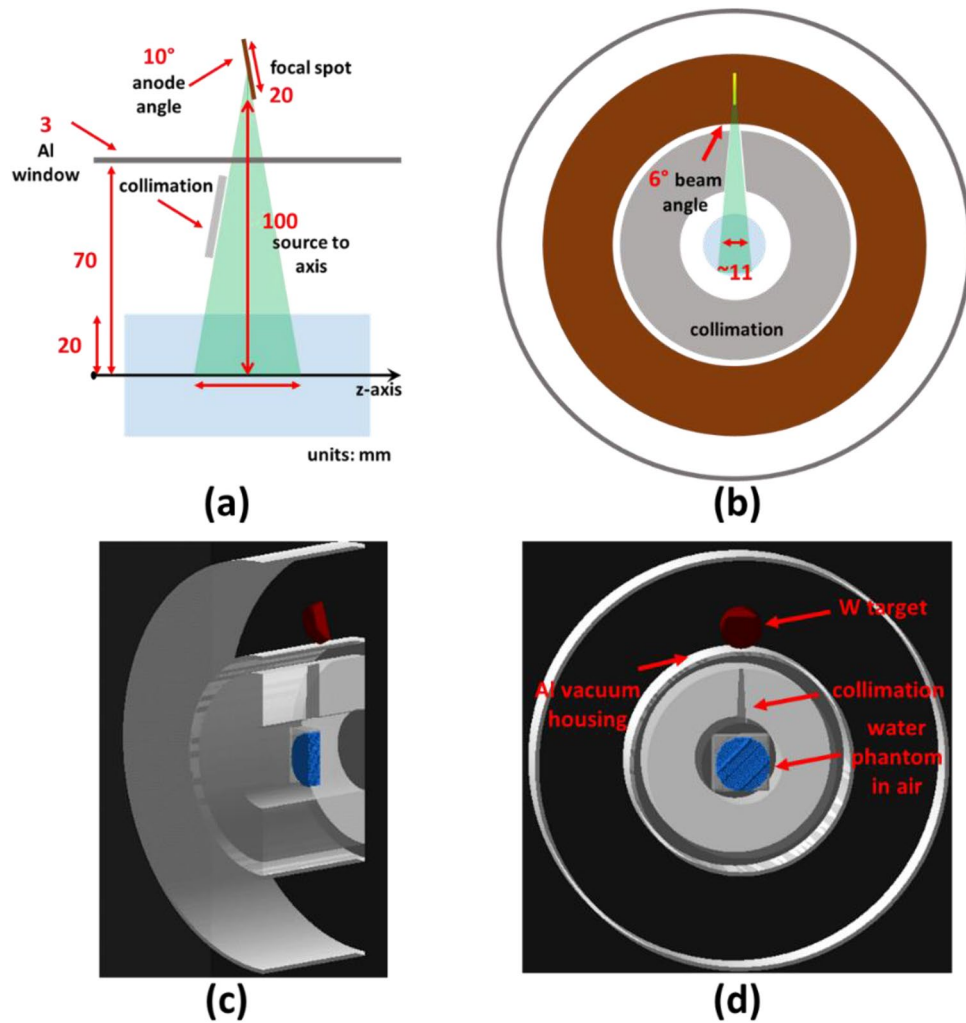 10°
anode
angle
focal spot
20
3
Al
window
collimation
100
source to
axis
70
20
z-axis
units: mm
(a)
6° beam
angle
~11
collimation
(b)
(c)
W target
Al vacuum
housing
collimation
water
phantom
in air
(d)